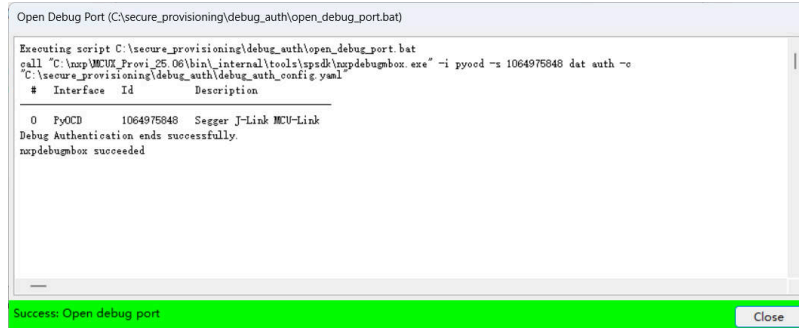 Open Debug Port (C:\secure_provisioning\debug_auth\open_debug_port.bat)
Executing script C:\secure_provisioning\debug_auth\open_debug_port.bat
call "C:\nxp\MCUX_Provi_25.06\bin\_internal\tools\spsdk\nxpdebugmbox.exe" -i pyocd -s 1064975848 dat auth -c
"C:\secure_provisioning\debug_auth\debug_auth_config.yaml"
# Interface Id Description
0 PyOCD 1064975848 Segger J-Link MCU-Link
Debug Authentication ends successfully.
nxpdebugmbox succeeded
Success: Open debug port
Close